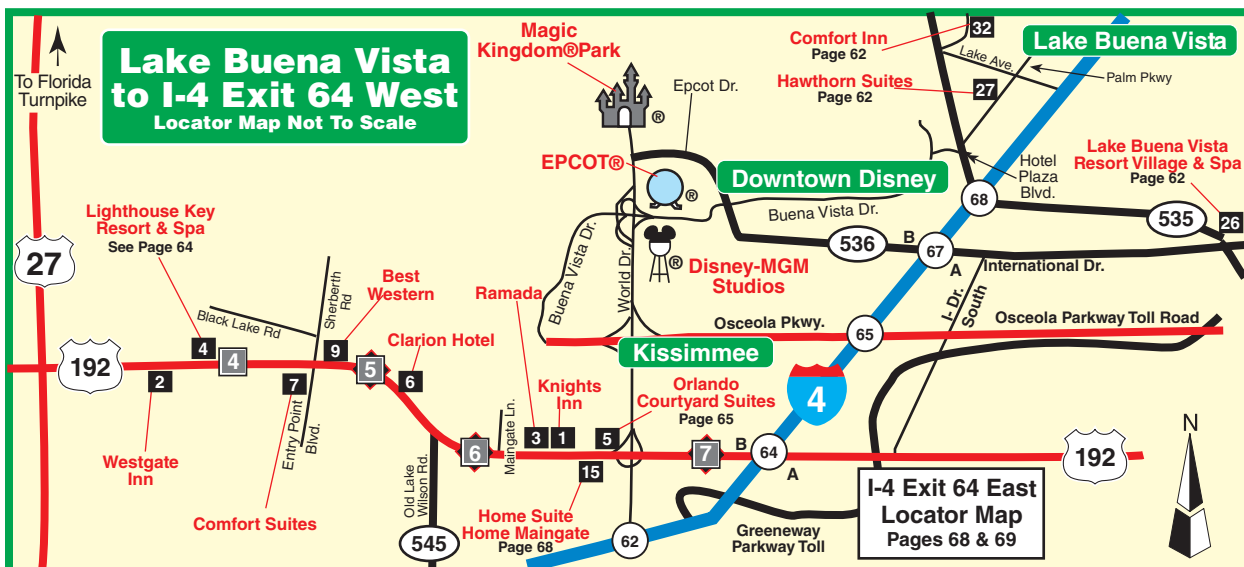 Lake Buena Vista
to I-4 Exit 64 West
Locator Map Not To Scale
To Florida
Turnpike
27
Magic
Kingdom®Park
®
Epcot Dr.
EPCOT®
®
Downtown Disney
Buena Vista Dr.
Comfort Inn
Page 62
32
Lake Ave.
Lake Buena Vista
Palm Pkwy
Hawthorn Suites
Page 62
27
Hotel
Plaza
Blvd.
Lake Buena Vista
Resort Village & Spa
Page 62
68
535
26
536
B
67
A
International Dr.
I- Dr.
South
Disney-MGM
Studios
®
Buena Vista Dr.
World Dr.
Osceola Pkwy.
65
Osceola Parkway Toll Road
Kissimmee
4
Lighthouse Key
Resort & Spa
See Page 64
Black Lake Rd
Sherberth
Rd
Best
Western
Clarion Hotel
192
4
4
9
5
6
2
7
Westgate
Inn
Entry Point
Blvd.
Comfort Suites
Ramada
Knights
Inn
Orlando
Courtyard Suites
Page 65
Maingate Ln.
3
1
5
6
15
7
B
64
A
192
Old Lake
Wilson Rd.
545
Home Suite
Home Maingate
Page 68
62
Greeneway
Parkway Toll
I-4 Exit 64 East
Locator Map
Pages 68 & 69
N